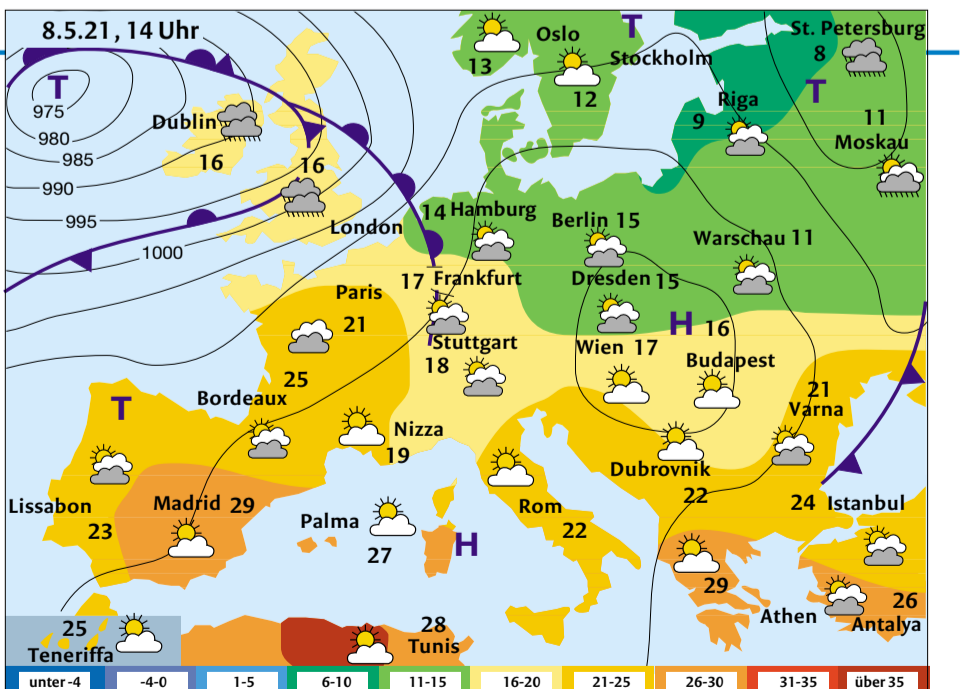 8.5.21, 14 Uhr
T
Oslo
13
12
Stockholm
St. Petersburg
8
T
975
980
985
990
995
1000
T
Dublin
16
16
London
Riga
9
11
Moskau
14 Hamburg
Berlin 15
Warschau 11
17 Frankfurt
Dresden 15
Paris
21
Stuttgart
18
H 16
Wien 17
Budapest
25
Bordeaux
T
21
Varna
Nizza
19
Dubrovnik
22
Lissabon
23
Madrid 29
Palma
27
H
Rom
22
24 Istanbul
29
Athen
26
Antalya
25
Teneriffa
28
Tunis
unter -4 -4-0 1-5 6-10 11-15 16-20 21-25 26-30 31-35 über 35